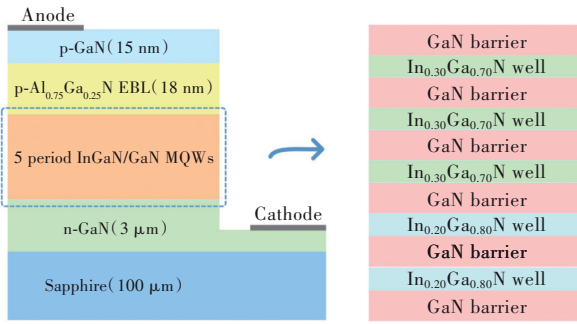 Anode
p-GaN(15 nm)
p-Al₀.₇₅Ga₀.₂₅N EBL(18 nm)
5 period InGaN/GaN MQWs
n-GaN(3 μm)
Cathode
Sapphire(100 μm)
GaN barrier
In₀.₃₀Ga₀.₇₀N well
GaN barrier
In₀.₃₀Ga₀.₇₀N well
GaN barrier
In₀.₃₀Ga₀.₇₀N well
GaN barrier
In₀.₂₀Ga₀.₈₀N well
GaN barrier
In₀.₂₀Ga₀.₈₀N well
GaN barrier